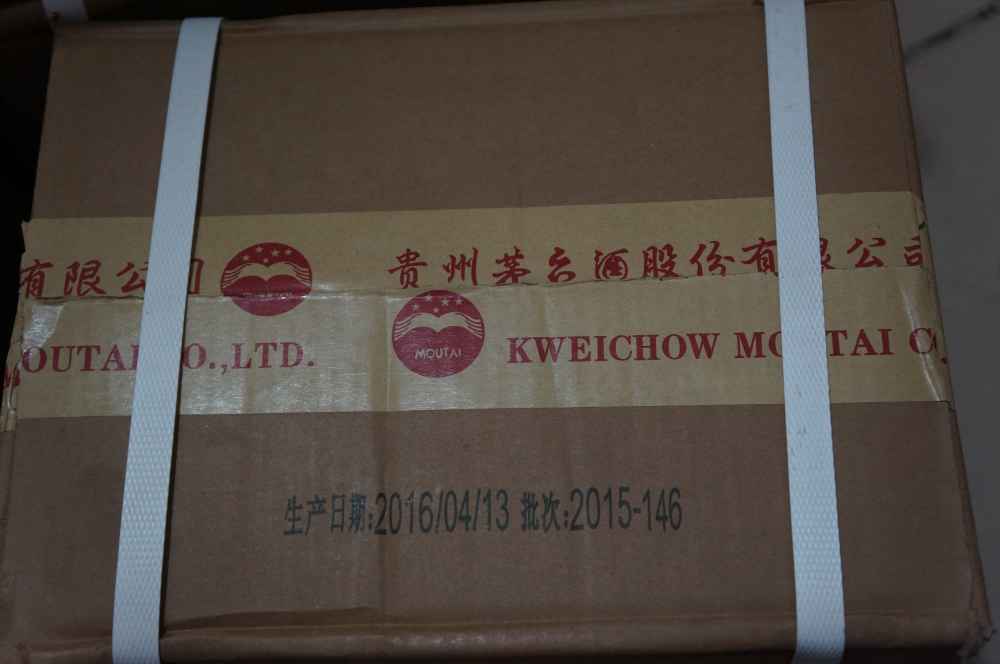 有限公司
贵州茅台酒股份有限公司
MOUTAI
OUTAI CO.,LTD.
KWEICHOW MOUTAI C
生产日期:2016/04/13 批次:2015-146